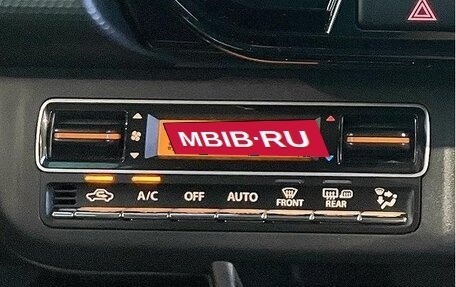 MBIB·RU
A/C OFF AUTO FRONT REAR